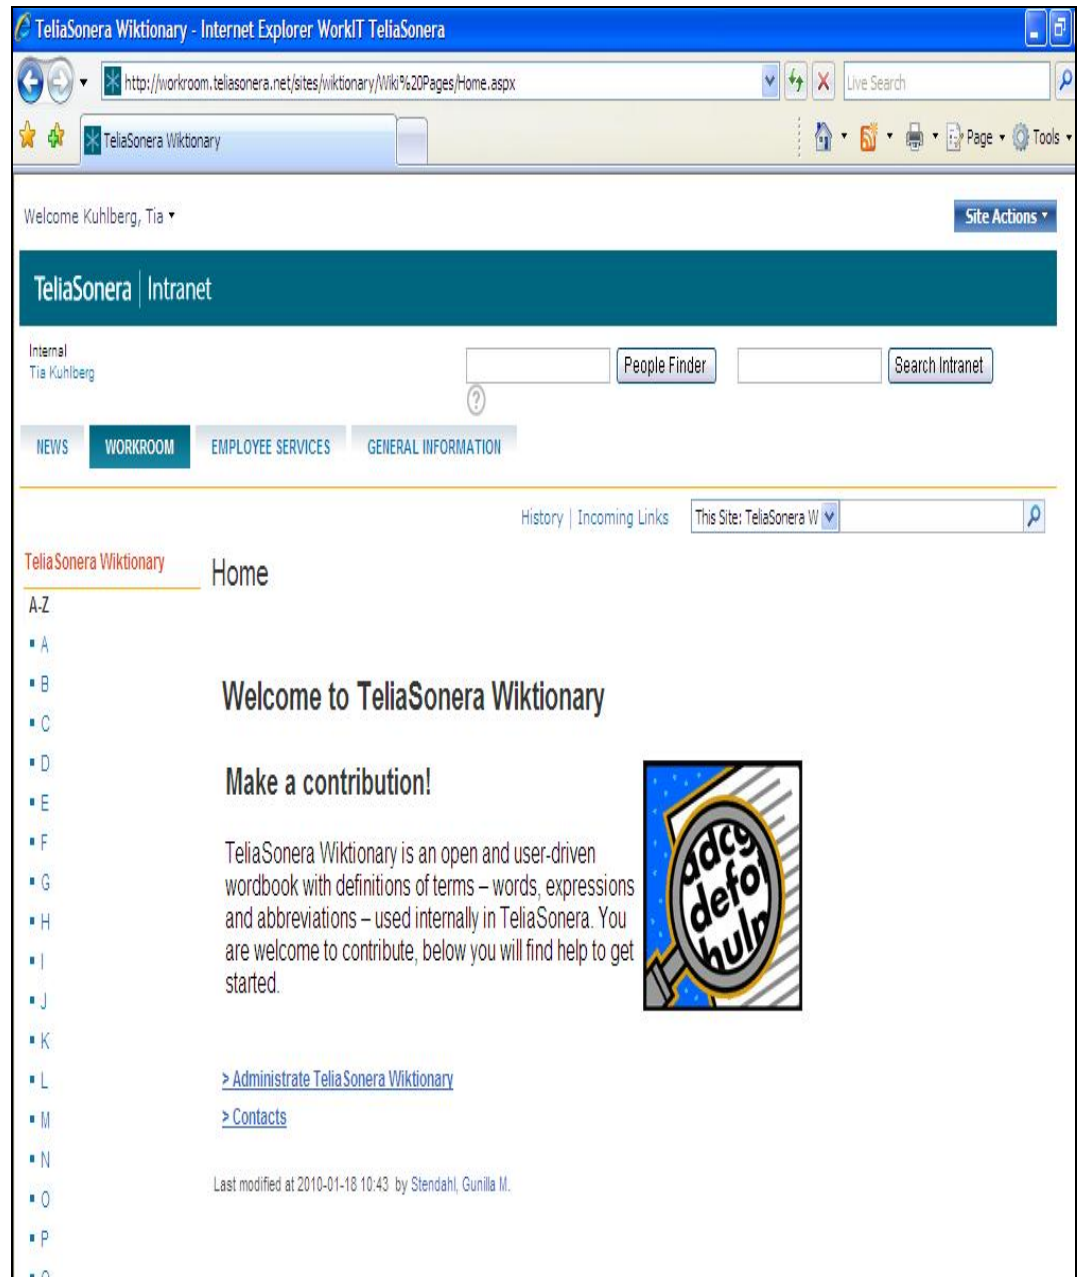 TeliaSonera Wiktionary - Internet Explorer WorkIT TeliaSonera
http://workroom.teliasonera.net/sites/wiktionary/Wiki%20Pages/Home.aspx
Live Search
TeliaSonera Wiktionary
Page
Tools
Welcome Kuhlberg, Tia
Site Actions
TeliaSonera | Intranet
Internal
Tia Kuhlberg
People Finder
Search Intranet
?
NEWS WORKROOM EMPLOYEE SERVICES GENERAL INFORMATION
History | Incoming Links
This Site: TeliaSonera W
TeliaSonera Wiktionary
Home
A-Z
A
B
C
D
E
F
G
H
I
J
K
L
M
N
O
P
Welcome to TeliaSonera Wiktionary
Make a contribution!
TeliaSonera Wiktionary is an open and user-driven
wordbook with definitions of terms – words, expressions
and abbreviations – used internally in TeliaSonera. You
are welcome to contribute, below you will find help to get
started.
adcg
defo
hulp
> Administrate TeliaSonera Wiktionary
> Contacts
Last modified at 2010-01-18 10:43 by Stendahl, Gunilla M.